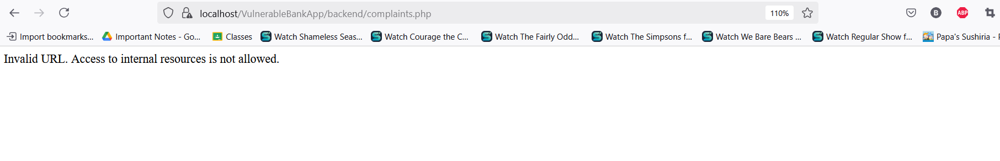 localhost/VulnerableBankApp/backend/complaints.php 110% B ABP
Import bookmarks... Important Notes - Go... Classes Watch Shameless Seas... Watch Courage the C... Watch The Fairly Odd... Watch The Simpsons f... Watch We Bare Bears ... Watch Regular Show f... Papa's Sushiria -
Invalid URL. Access to internal resources is not allowed.